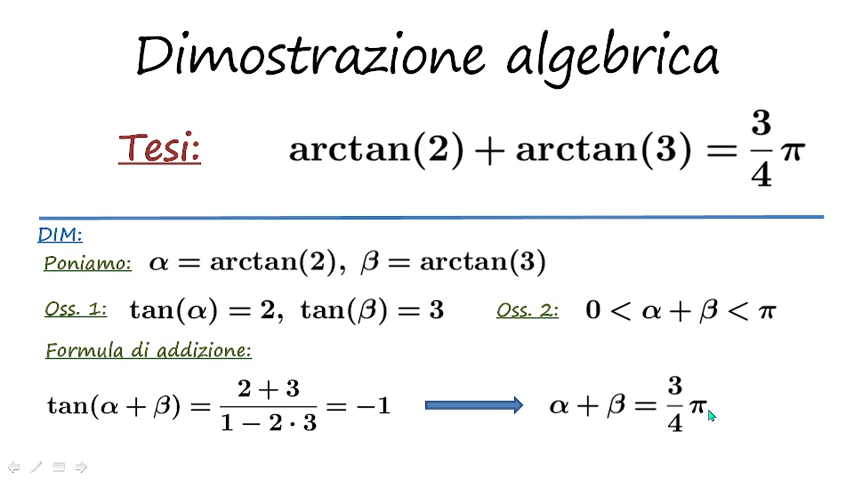 Dimostrazione algebrica
Tesi: arctan(2) + arctan(3) = 3/4 π
DIM:
Poniamo: α = arctan(2), β = arctan(3)
Oss. 1: tan(α) = 2, tan(β) = 3 Oss. 2: 0 < α + β < π
Formula di addizione:
tan(α + β) = (2 + 3)/(1 − 2 · 3) = −1 α + β = 3/4 π